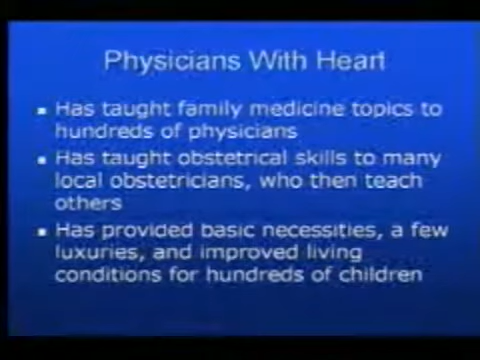 Physicians With Heart
▪ Has taught family medicine topics to
hundreds of physicians
▪ Has taught obstetrical skills to many
local obstetricians, who then teach
others
▪ Has provided basic necessities, a few
luxuries, and improved living
conditions for hundreds of children